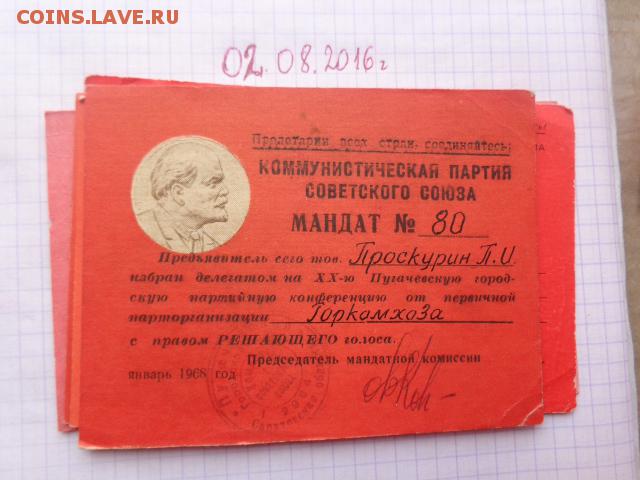 COINS.LAVE.RU
02.08.2016г
Пролетарии всех стран, соединяйтесь!
КОММУНИСТИЧЕСКАЯ ПАРТИЯ
СОВЕТСКОГО СОЮЗА
МАНДАТ № 80
Предъявитель сего тов. Проскурин П.И
избран делегатом на XX-ю Пугачевскую город-
скую партийную конференцию от первичной
парторганизации Горкомхоза
с правом РЕШАЮЩЕГО голоса.
Председатель мандатной комиссии
январь 1968 год